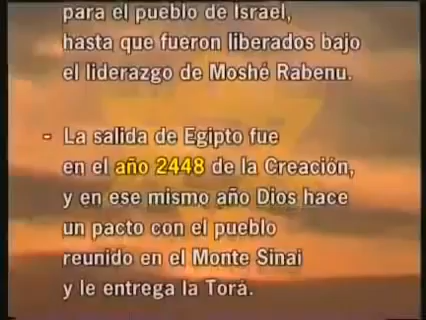 para el pueblo de Israel,
hasta que fueron liberados bajo
el liderazgo de Moshé Rabenu.
- La salida de Egipto fue
en el año 2448 de la Creación,
y en ese mismo año Dios hace
un pacto con el pueblo
reunido en el Monte Sinai
y le entrega la Torá.